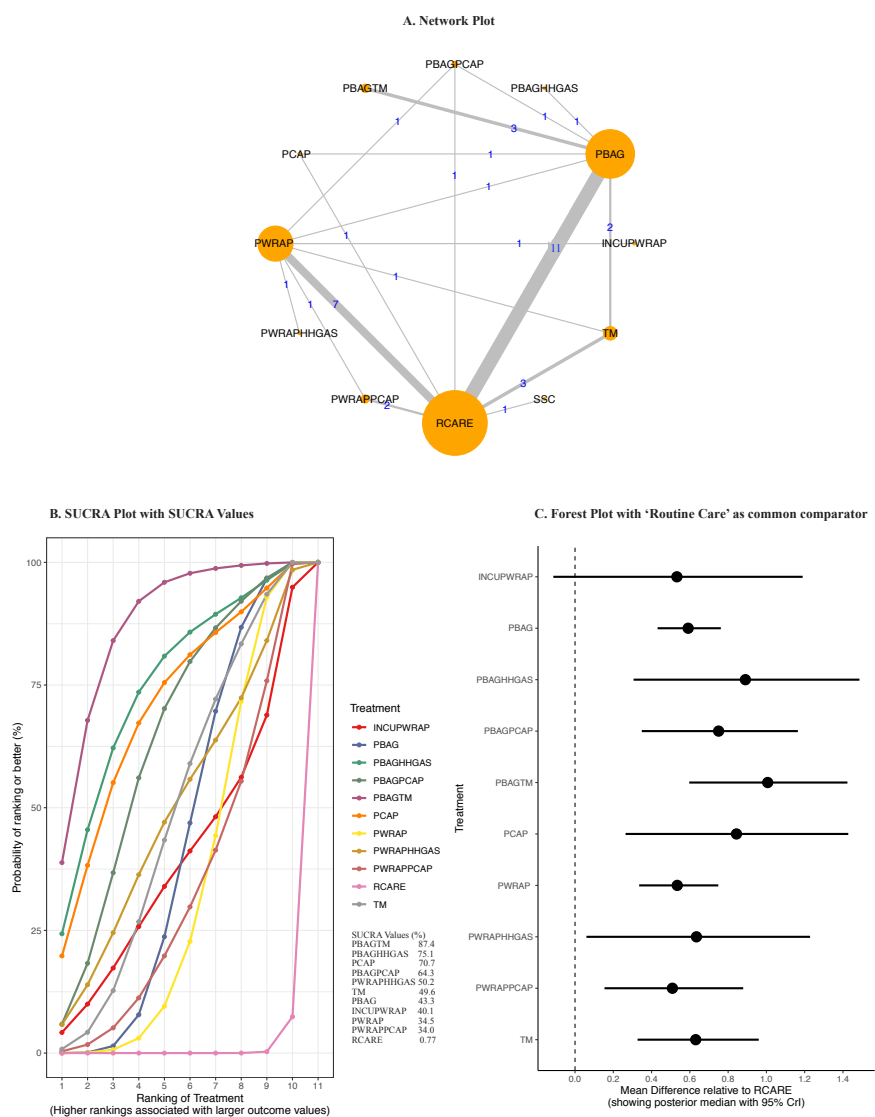 A. Network Plot
PBAGPCAP
PBAGTM
PBAGHHGAS
1
1
1
3
PCAP
1
PBAG
1
1
PWRAP
1
1
11
2
INCUPWRAP
1
1
1
7
PWRAPHHGAS
TM
3
PWRAPPCAP
2
1
SSC
RCARE
B. SUCRA Plot with SUCRA Values
Probability of ranking or better (%)
100
75
50
25
0
1 2 3 4 5 6 7 8 9 10 11
Ranking of Treatment
(Higher rankings associated with larger outcome values)
Treatment
INCUPWRAP
PBAG
PBAGHHGAS
PBAGPCAP
PBAGTM
PCAP
PWRAP
PWRAPHHGAS
PWRAPPCAP
RCARE
TM
SUCRA Values (%)
PBAGTM 87.4
PBAGHHGAS 75.1
PCAP 70.7
PBAGPCAP 64.3
PWRAPHHGAS 50.2
TM 49.6
PBAG 43.3
INCUPWRAP 40.1
PWRAP 34.5
PWRAPPCAP 34.0
RCARE 0.77
C. Forest Plot with ‘Routine Care’ as common comparator
Treatment
INCUPWRAP
PBAG
PBAGHHGAS
PBAGPCAP
PBAGTM
PCAP
PWRAP
PWRAPHHGAS
PWRAPPCAP
TM
0.0 0.2 0.4 0.6 0.8 1.0 1.2 1.4
Mean Difference relative to RCARE
(showing posterior median with 95% CrI)